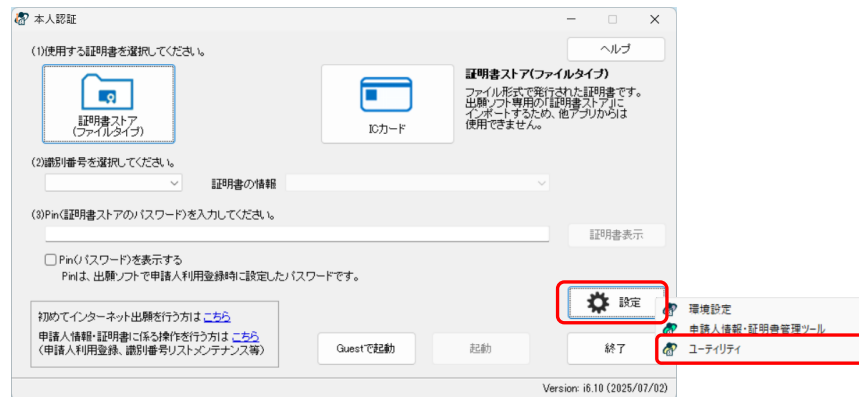 本人認証
(1)使用する証明書を選択してください。
ヘルプ
証明書ストア
(ファイルタイプ)
ICカード
証明書ストア(ファイルタイプ)
ファイル形式で発行された証明書です。
出願ソフト専用の「証明書ストア」に
インポートするため、他アプリからは
使用できません。
(2)識別番号を選択してください。
証明書の情報
(3)Pin(証明書ストアのパスワード)を入力してください。
証明書表示
Pin(パスワード)を表示する
Pinは、出願ソフトで申請人利用登録時に設定したパスワードです。
設定
環境設定
申請人情報・証明書管理ツール
ユーティリティ
初めてインターネット出願を行う方は こちら
申請人情報・証明書に係る操作を行う方は こちら
(申請人利用登録、識別番号リストメンテナンス等)
Guestで起動
起動
終了
Version: i6.10 (2025/07/02)